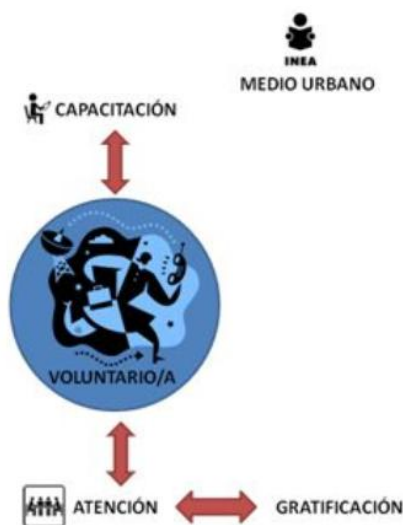 INEA
MEDIO URBANO
CAPACITACIÓN
VOLUNTARIO/A
ATENCIÓN
GRATIFICACIÓN